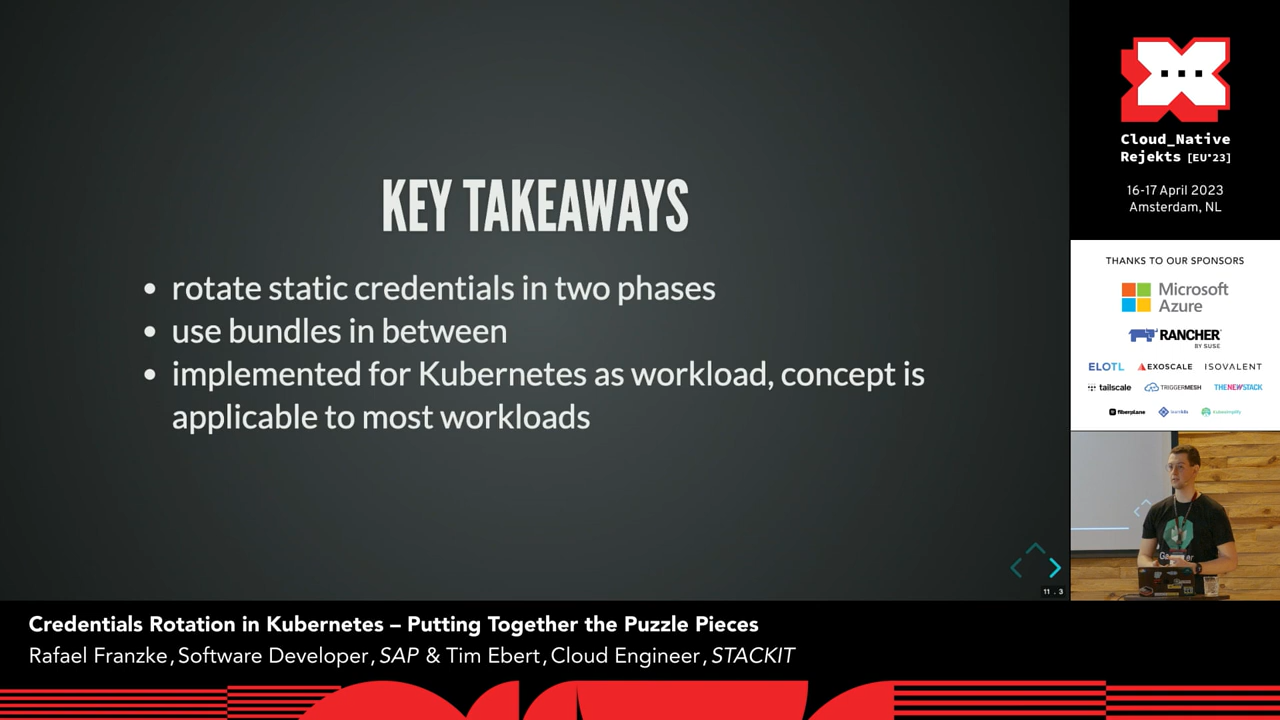 KEY TAKEAWAYS
rotate static credentials in two phases
use bundles in between
implemented for Kubernetes as workload, concept is
applicable to most workloads
11 . 3
Cloud_Native
Rejekts [EU'23]
16-17 April 2023
Amsterdam, NL
THANKS TO OUR SPONSORS
Microsoft
Azure
RANCHER
BY SUSE
ELOTL EXOSCALE ISOVALENT
tailscale TRIGGERMESH THENEWSTACK
fiberplane
Credentials Rotation in Kubernetes – Putting Together the Puzzle Pieces
Rafael Franzke, Software Developer, SAP & Tim Ebert, Cloud Engineer, STACKIT